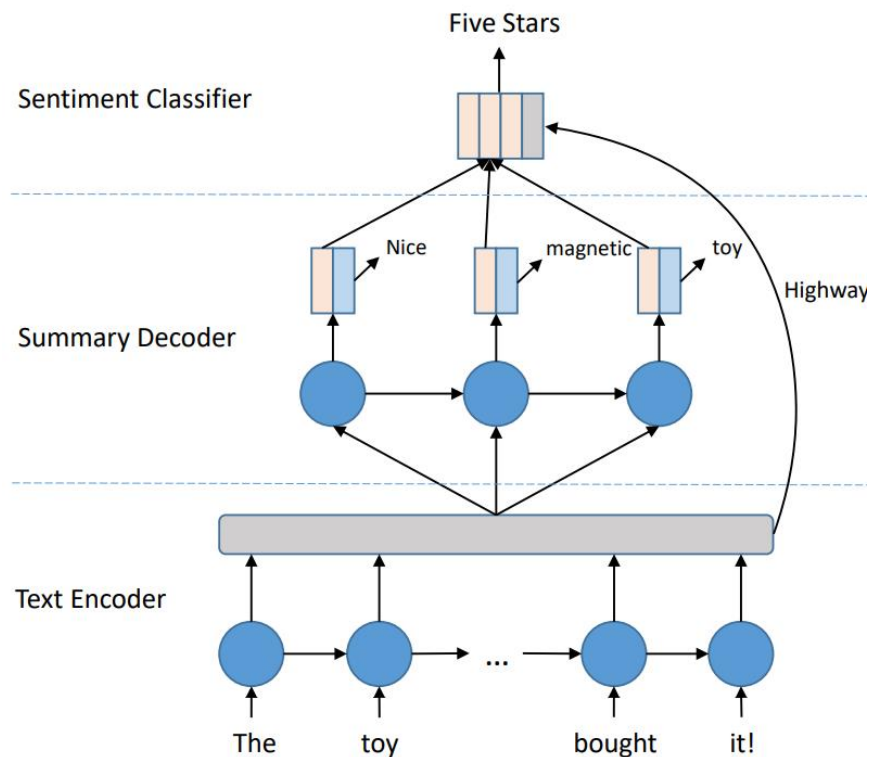 Five Stars
Sentiment Classifier
Nice
magnetic
toy
Highway
Summary Decoder
Text Encoder
...
The toy bought it!